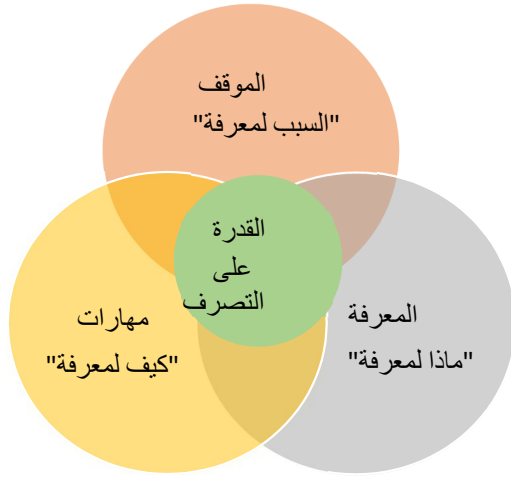 الموقف
"السبب لمعرفة"
القدرة
على
التصرف
مهارات
"كيف لمعرفة"
المعرفة
"ماذا لمعرفة"